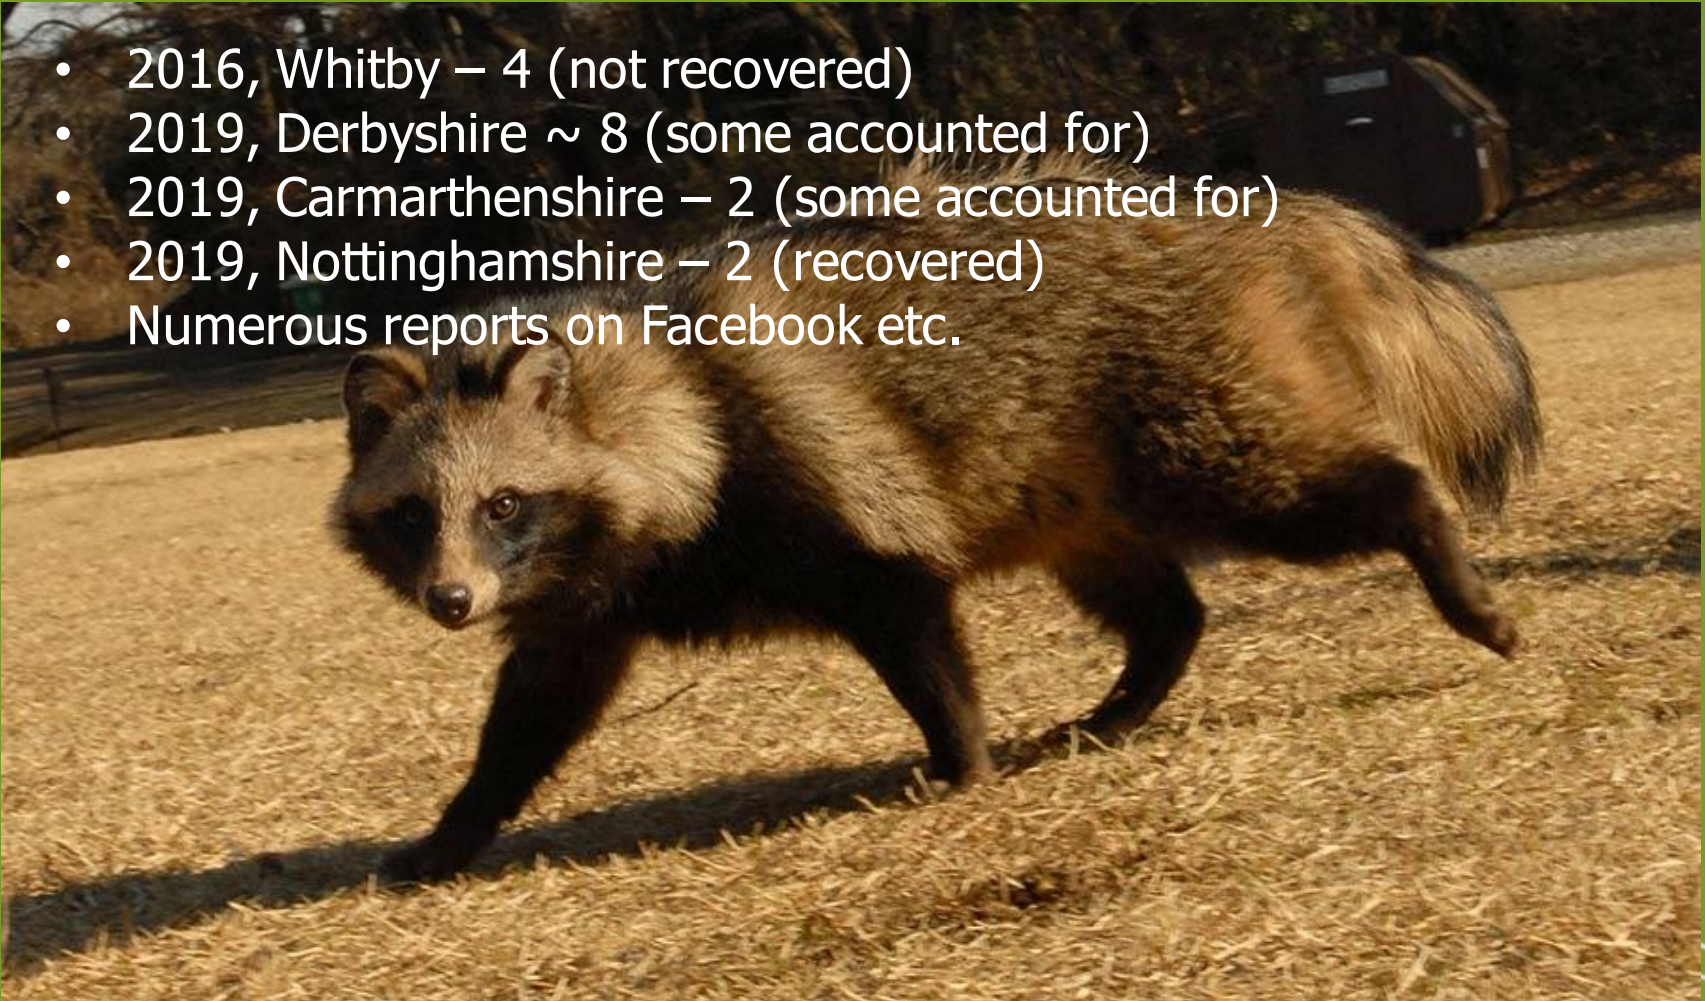 • 2016, Whitby – 4 (not recovered)
• 2019, Derbyshire ~ 8 (some accounted for)
• 2019, Carmarthenshire – 2 (some accounted for)
• 2019, Nottinghamshire – 2 (recovered)
• Numerous reports on Facebook etc.